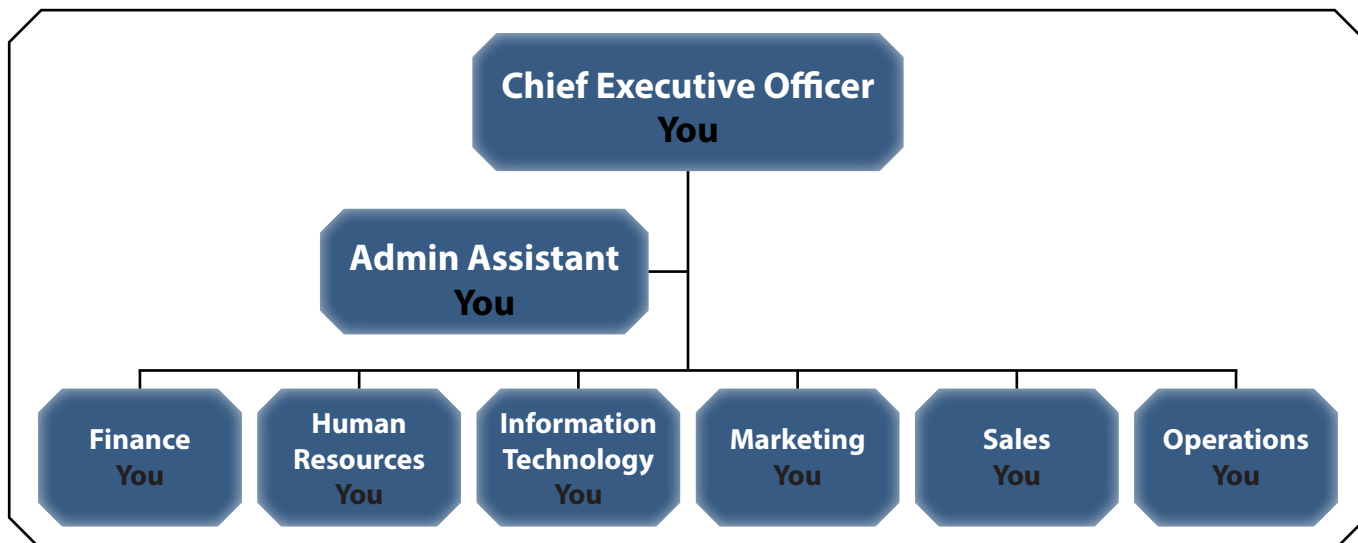 Chief Executive Officer
You
Admin Assistant
You
Finance
You
Human
Resources
You
Information
Technology
You
Marketing
You
Sales
You
Operations
You